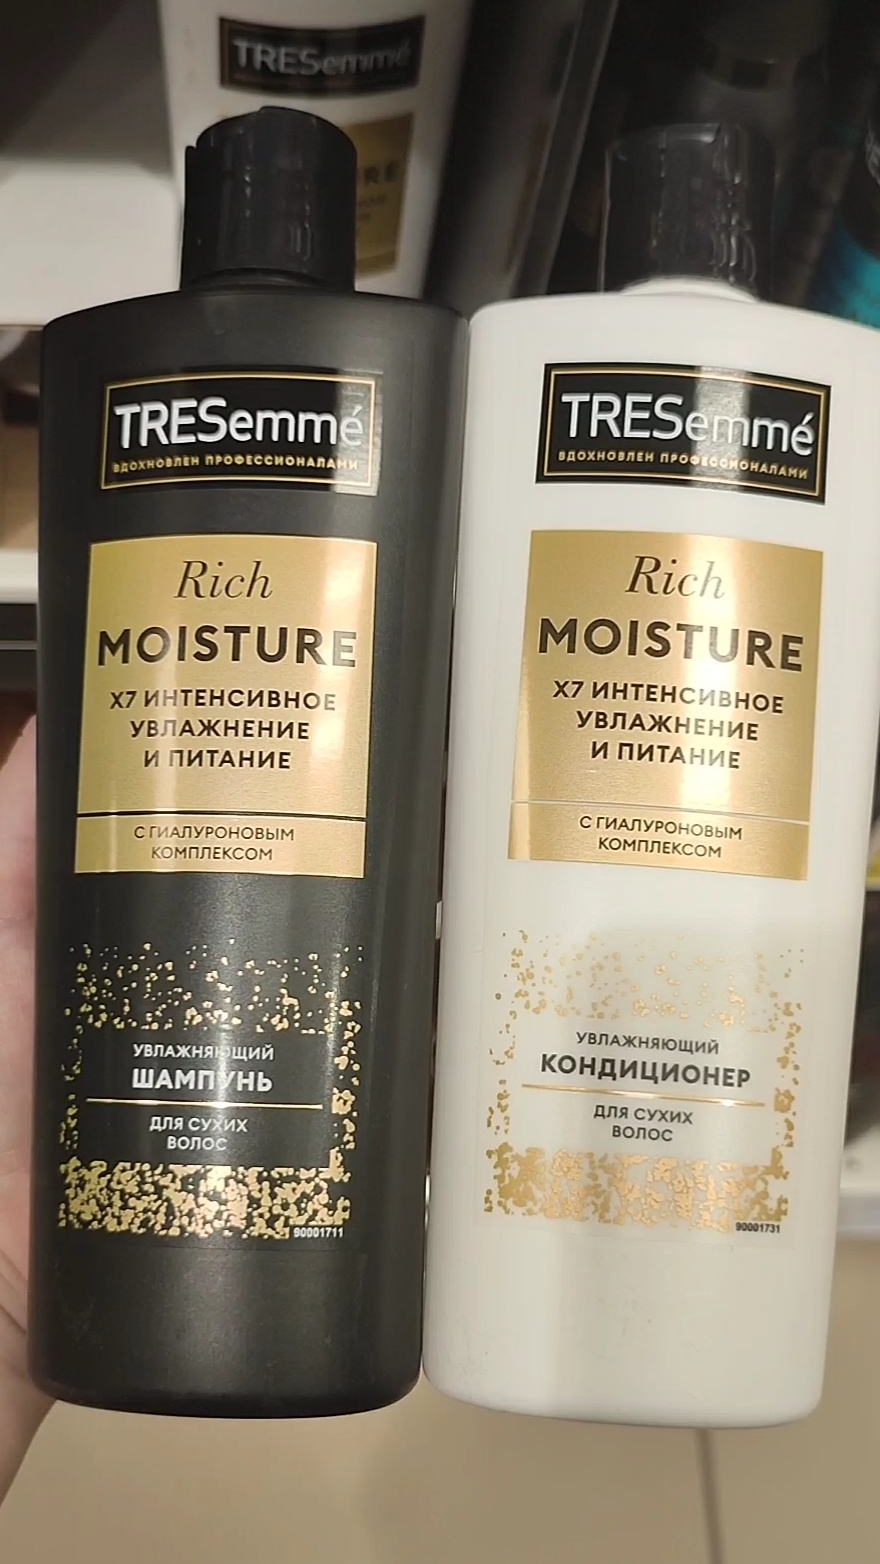 TRESemmé
TRESemmé
ВДОХНОВЛЕН ПРОФЕССИОНАЛАМИ
Rich
MOISTURE
X7 ИНТЕНСИВНОЕ
УВЛАЖНЕНИЕ
И ПИТАНИЕ
С ГИАЛУРОНОВЫМ
КОМПЛЕКСОМ
УВЛАЖНЯЮЩИЙ
ШАМПУНЬ
ДЛЯ СУХИХ
ВОЛОС
90001711
TRESemmé
ВДОХНОВЛЕН ПРОФЕССИОНАЛАМИ
Rich
MOISTURE
X7 ИНТЕНСИВНОЕ
УВЛАЖНЕНИЕ
И ПИТАНИЕ
С ГИАЛУРОНОВЫМ
КОМПЛЕКСОМ
УВЛАЖНЯЮЩИЙ
КОНДИЦИОНЕР
ДЛЯ СУХИХ
ВОЛОС
90001731